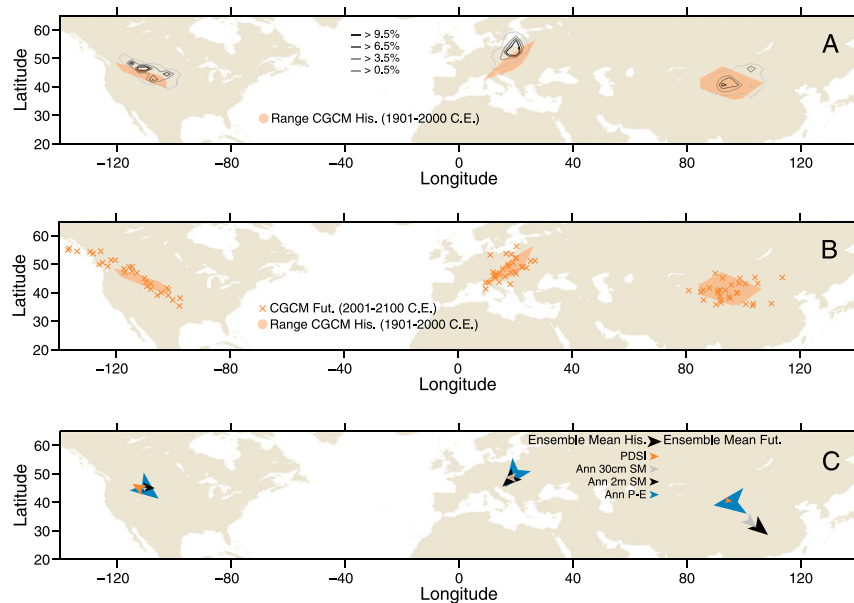 A
> 9.5%
> 6.5%
> 3.5%
> 0.5%
Range CGCM His. (1901-2000 C.E.)
Latitude
60
50
40
30
20
−120
−80
−40
0
40
80
120
Longitude
B
CGCM Fut. (2001-2100 C.E.)
Range CGCM His. (1901-2000 C.E.)
Latitude
60
50
40
30
20
−120
−80
−40
0
40
80
120
Longitude
C
Ensemble Mean His. Ensemble Mean Fut.
PDSI
Ann 30cm SM
Ann 2m SM
Ann P-E
Latitude
60
50
40
30
20
−120
−80
−40
0
40
80
120
Longitude